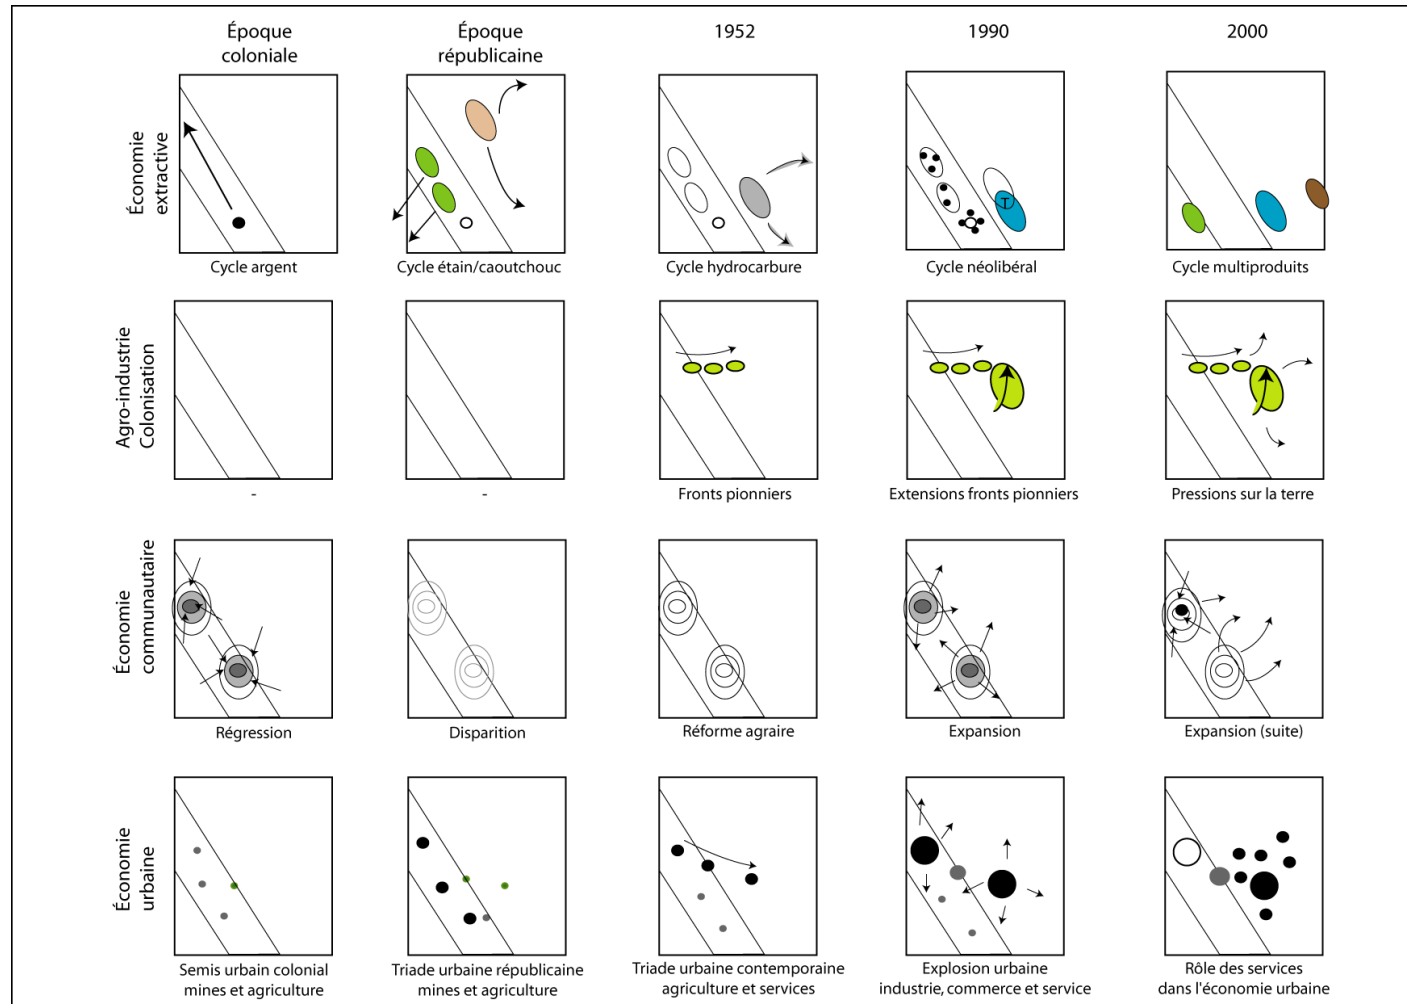 Époque
coloniale
Époque
républicaine
1952
1990
2000
Économie
extractive
T
Cycle argent
Cycle étain/caoutchouc
Cycle hydrocarbure
Cycle néolibéral
Cycle multiproduits
Agro-industrie
Colonisation
-
-
Fronts pionniers
Extensions fronts pionniers
Pressions sur la terre
Économie
communautaire
Régression
Disparition
Réforme agraire
Expansion
Expansion (suite)
Économie
urbaine
Semis urbain colonial
mines et agriculture
Triade urbaine républicaine
mines et agriculture
Triade urbaine contemporaine
agriculture et services
Explosion urbaine
industrie, commerce et service
Rôle des services
dans l'économie urbaine